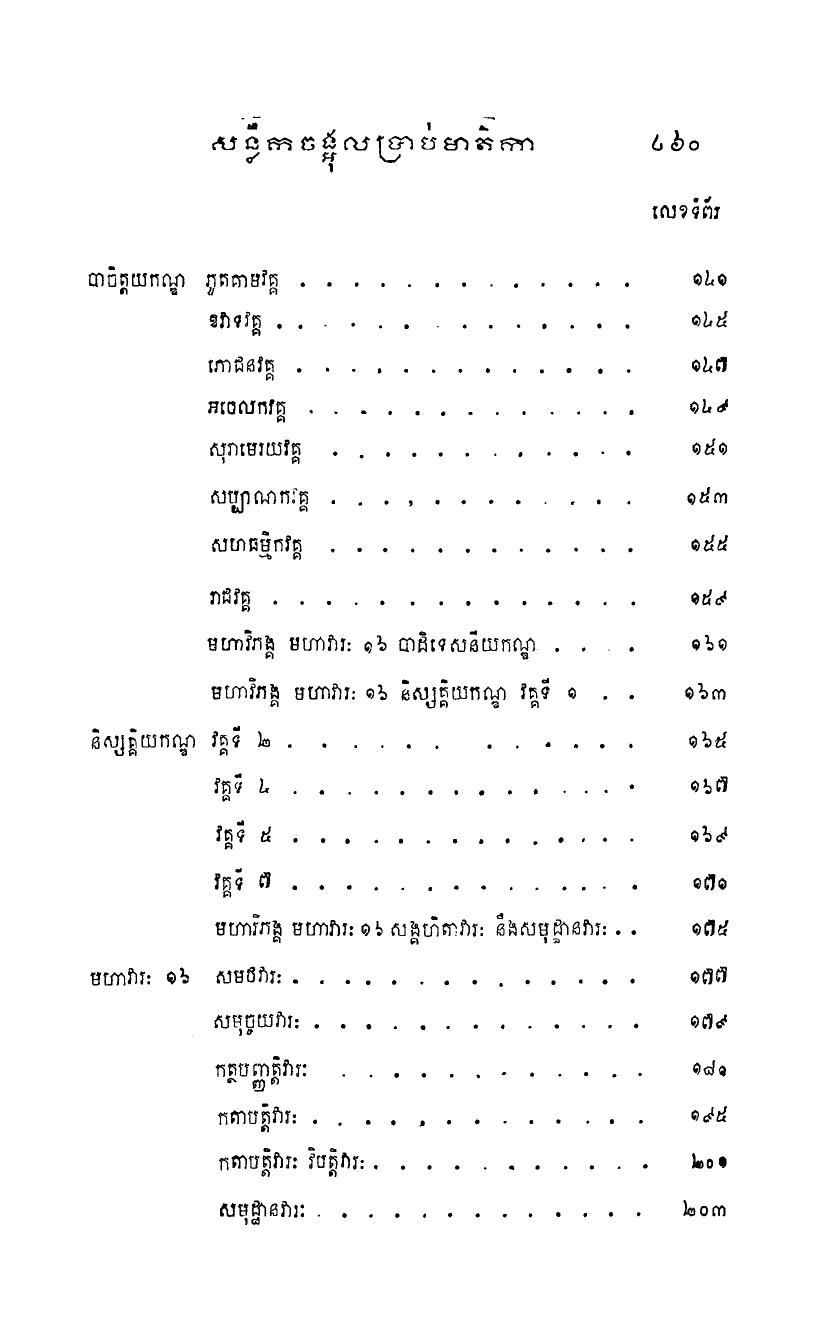 សន្លឹកចង្អុលប្រាប់មាតិកា ៤៦០
លេខទំព័រ
បាចិត្តយកណ្ឌ ភូតគាមវគ្គ . . . . . . . . . . . . . ១៤១
ឱវាទវគ្គ . . . . . . . . . . . . . . ១៤៥
ភោជនវគ្គ . . . . . . . . . . . . . ១៤៧
អចេលកវគ្គ . . . . . . . . . . . . . ១៤៩
សុរាមេរយវគ្គ . . . . . . . . . . . . ១៥១
សប្បាណកវគ្គ . . . . . . . . . . . . ១៥៣
សហធម្មិកវគ្គ . . . . . . . . . . . . ១៥៥
រាជវគ្គ . . . . . . . . . . . . . . ១៥៩
មហាវិភង្គ មហាវារៈ ១៦ បាដិទេសនីយកណ្ឌ . . . . ១៦១
មហាវិភង្គ មហាវារៈ ១៦ និស្សគ្គិយកណ្ឌ វគ្គទី ១ . . ១៦៣
និស្សគ្គិយកណ្ឌ វគ្គទី ២ . . . . . . . . . . . . ១៦៥
វគ្គទី ៤ . . . . . . . . . . . . . ១៦៧
វគ្គទី ៥ . . . . . . . . . . . . . ១៦៩
វគ្គទី ៧ . . . . . . . . . . . . . ១៧១
មហាវិភង្គ មហាវារៈ ១៦ សង្គហិតាវារៈ នឹងសមុដ្ឋានវារៈ . . ១៧៥
មហាវារៈ ១៦ សមថវារៈ . . . . . . . . . . . . . ១៧៧
សមុច្ចយវារៈ . . . . . . . . . . . . . ១៧៩
កត្ថបញ្ញត្តិវារៈ . . . . . . . . . . . . ១៨១
កតាបត្តិវារៈ . . . . . . . . . . . . . ១៩៥
កតាបត្តិវារៈ វិបត្តិវារៈ . . . . . . . . . . . ២០១
សមុដ្ឋានវារៈ . . . . . . . . . . . . . ២០៣